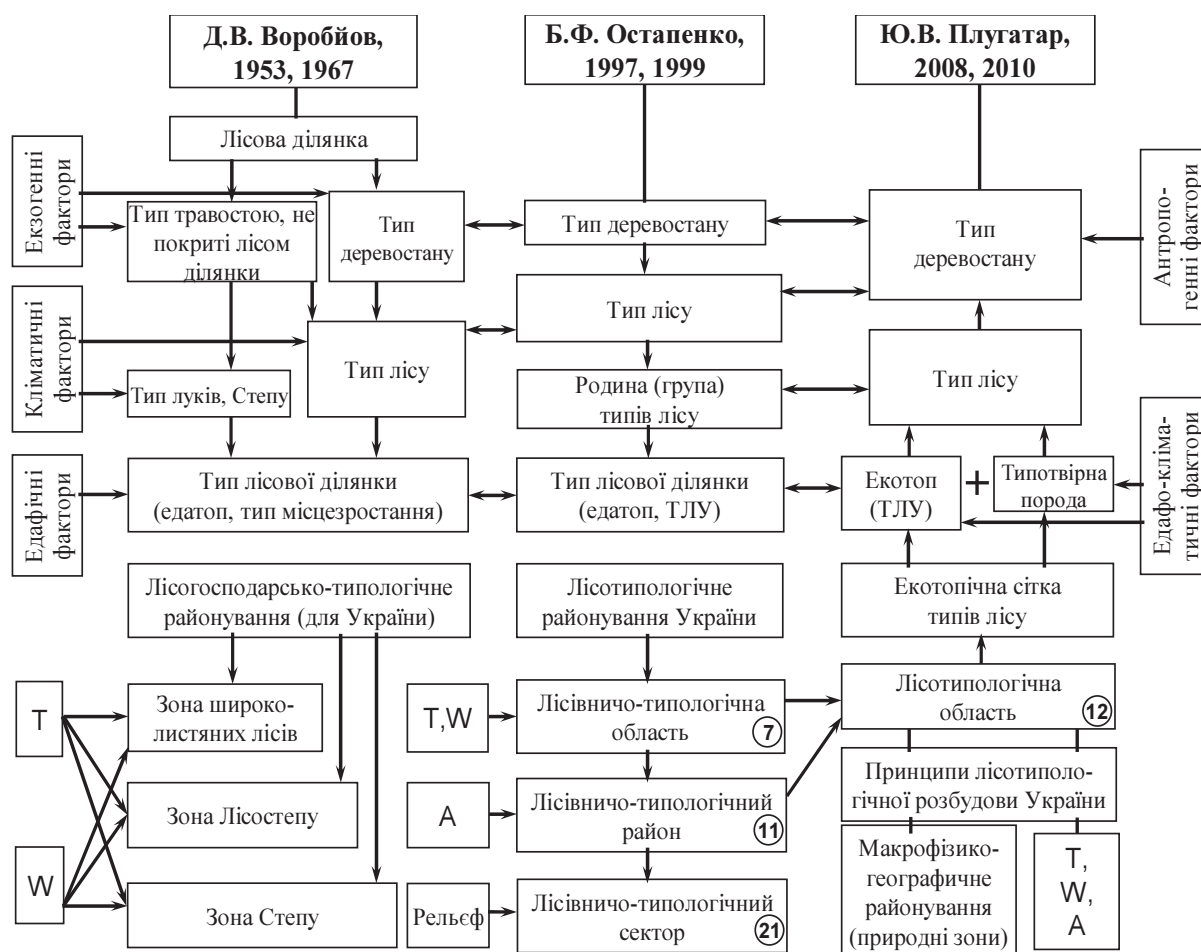 Д.В. Воробйов,
1953, 1967
Б.Ф. Остапенко,
1997, 1999
Ю.В. Плугатар,
2008, 2010
Лісова ділянка
Екзогенні
фактори
Тип травостою, не
покриті лісом
ділянки
Тип
деревостану
Тип деревостану
Тип
деревостану
Антропо-
генні фактори
Кліматичні
фактори
Тип лісу
Тип лісу
Тип лісу
Тип луків, Степу
Родина (група)
типів лісу
Едафічні
фактори
Тип лісової ділянки
(едатоп, тип місцезростання)
Тип лісової ділянки
(едатоп, ТЛУ)
Екотоп
(ТЛУ)
+
Типотвірна
порода
Едафо-кліма-
тичні фактори
Лісогосподарсько-типологічне
районування (для України)
Лісотипологічне
районування України
Екотопічна сітка
типів лісу
T
Зона широко-
листяних лісів
T,W
Лісівничо-типологічна
область
7
Лісотипологічна
область
12
Принципи лісотиполо-
гічної розбудови України
Зона Лісостепу
A
Лісівничо-типологічний
район
11
W
Зона Степу
Рельєф
Лісівничо-типологічний
сектор
21
Макрофізико-
географичне
районування
(природні зони)
T,
W,
A